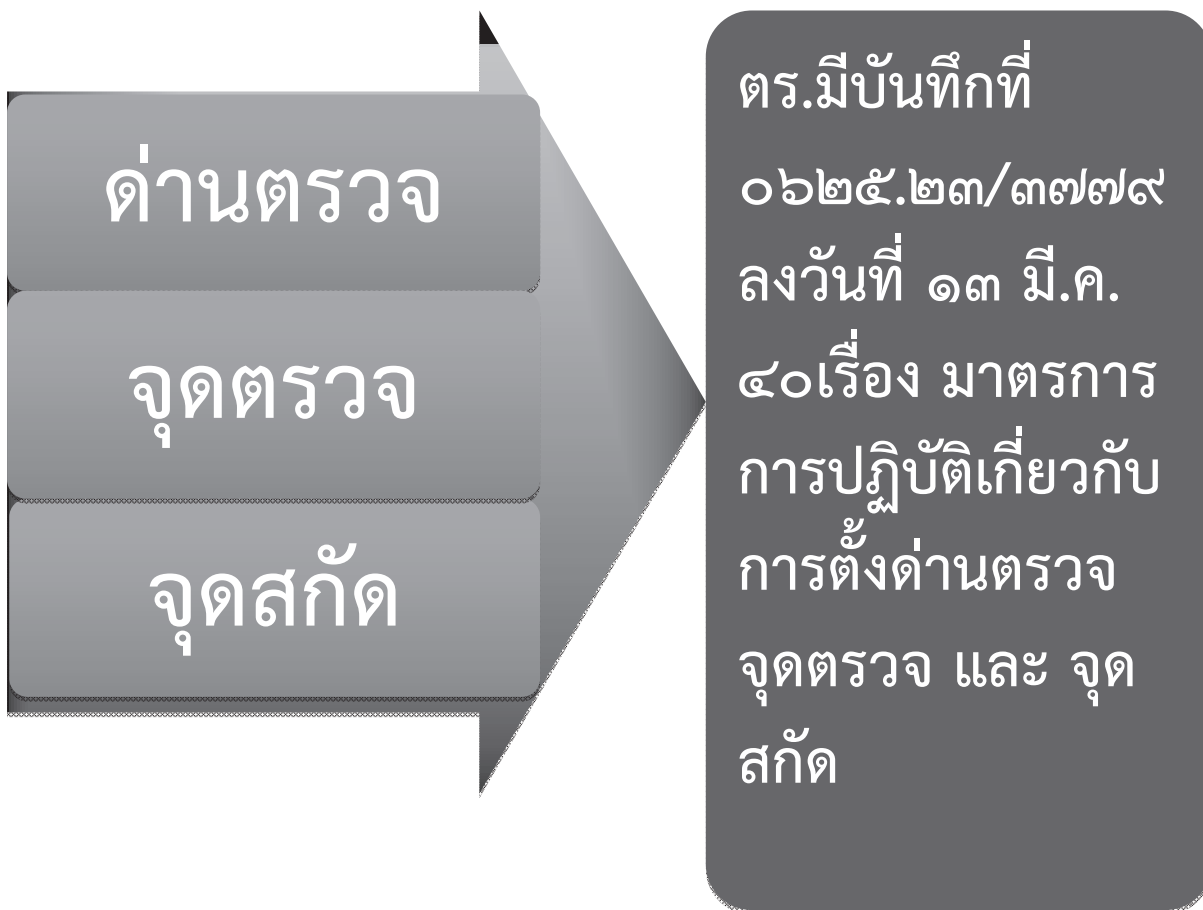 ด่านตรวจ
จุดตรวจ
จุดสกัด
ตร.มีบันทึกที่
๐๖๒๕.๒๓/๓๗๗๙
ลงวันที่ ๑๓ มี.ค.
๔๐เรื่อง มาตรการ
การปฏิบัติเกี่ยวกับ
การตั้งด่านตรวจ
จุดตรวจ และ จุด
สกัด